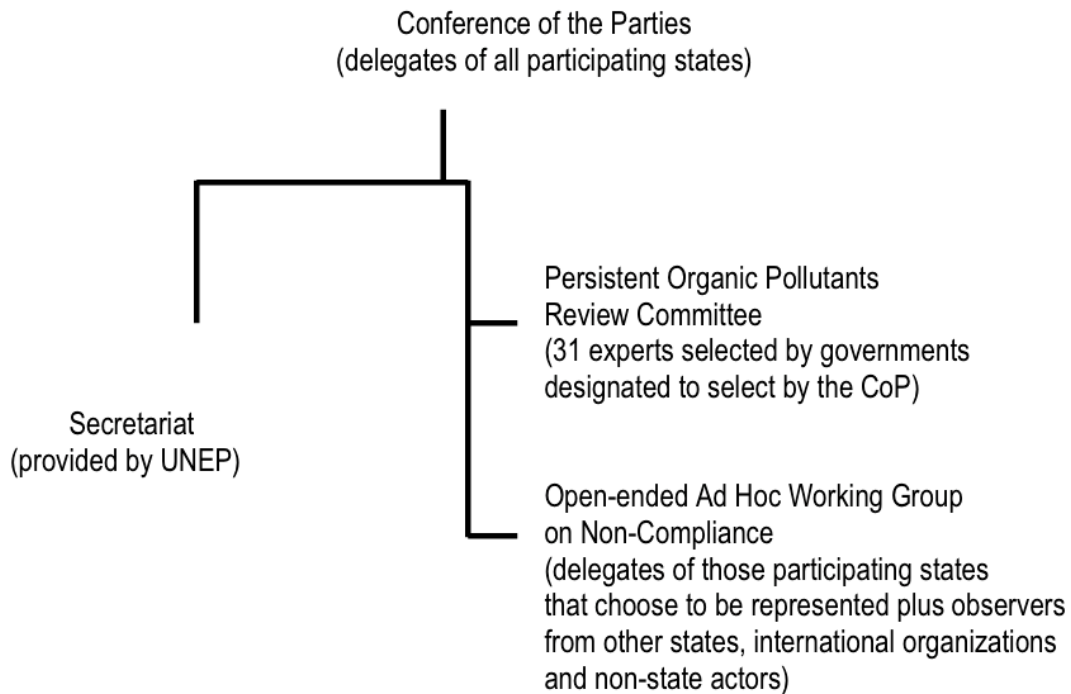 Conference of the Parties
(delegates of all participating states)
Persistent Organic Pollutants
Review Committee
(31 experts selected by governments
designated to select by the CoP)
Secretariat
(provided by UNEP)
Open-ended Ad Hoc Working Group
on Non-Compliance
(delegates of those participating states
that choose to be represented plus observers
from other states, international organizations
and non-state actors)